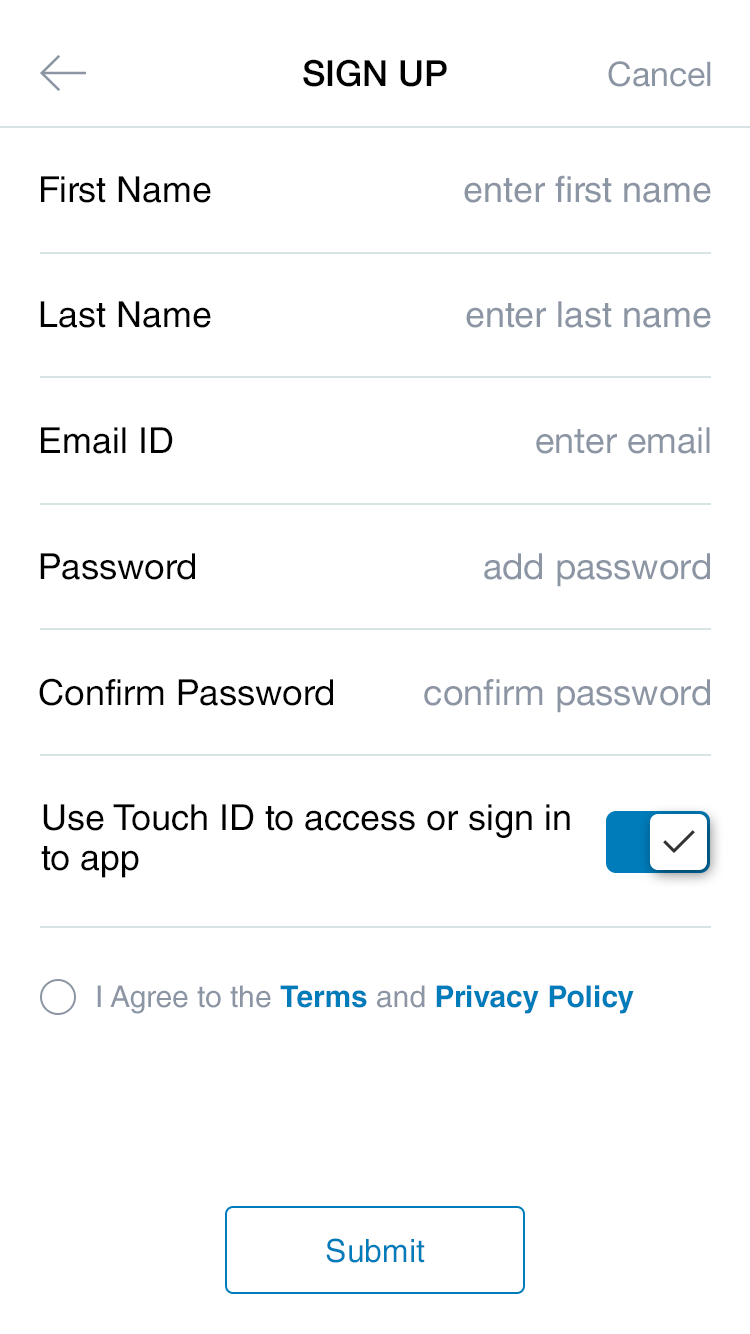 SIGN UP Cancel
First Name enter first name
Last Name enter last name
Email ID enter email
Password add password
Confirm Password confirm password
Use Touch ID to access or sign in
to app
I Agree to the Terms and Privacy Policy
Submit